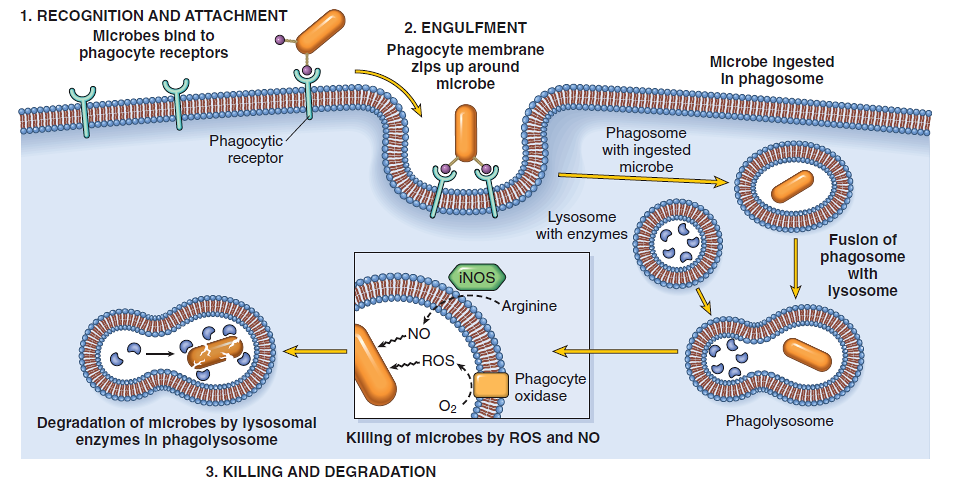 1. RECOGNITION AND ATTACHMENT
Microbes bind to
phagocyte receptors
2. ENGULFMENT
Phagocyte membrane
zips up around
microbe
Microbe ingested
in phagosome
Phagocytic
receptor
Phagosome
with ingested
microbe
Lysosome
with enzymes
Fusion of
phagosome
with
lysosome
iNOS
Arginine
NO
ROS
O2
Phagocyte
oxidase
Phagolysosome
Degradation of microbes by lysosomal
enzymes in phagolysosome
Killing of microbes by ROS and NO
3. KILLING AND DEGRADATION